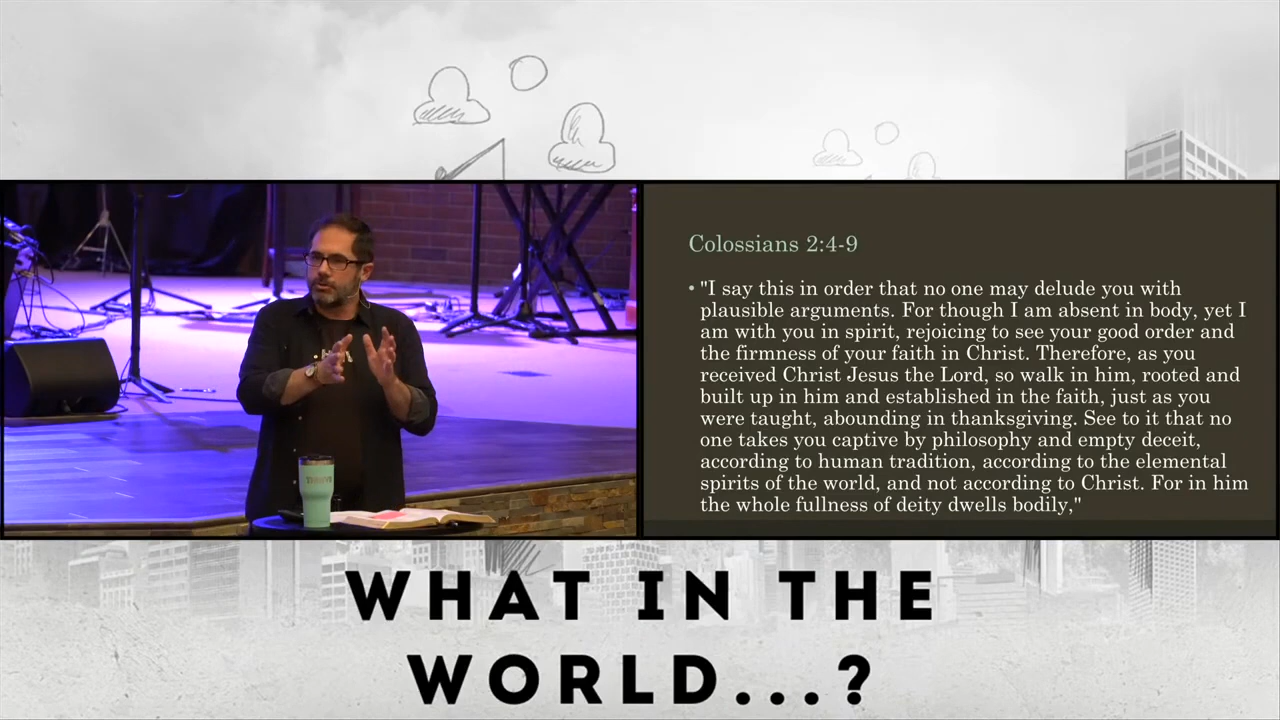 Colossians 2:4-9
• "I say this in order that no one may delude you with
plausible arguments. For though I am absent in body, yet I
am with you in spirit, rejoicing to see your good order and
the firmness of your faith in Christ. Therefore, as you
received Christ Jesus the Lord, so walk in him, rooted and
built up in him and established in the faith, just as you
were taught, abounding in thanksgiving. See to it that no
one takes you captive by philosophy and empty deceit,
according to human tradition, according to the elemental
spirits of the world, and not according to Christ. For in him
the whole fullness of deity dwells bodily,"
WHAT IN THE
WORLD...?